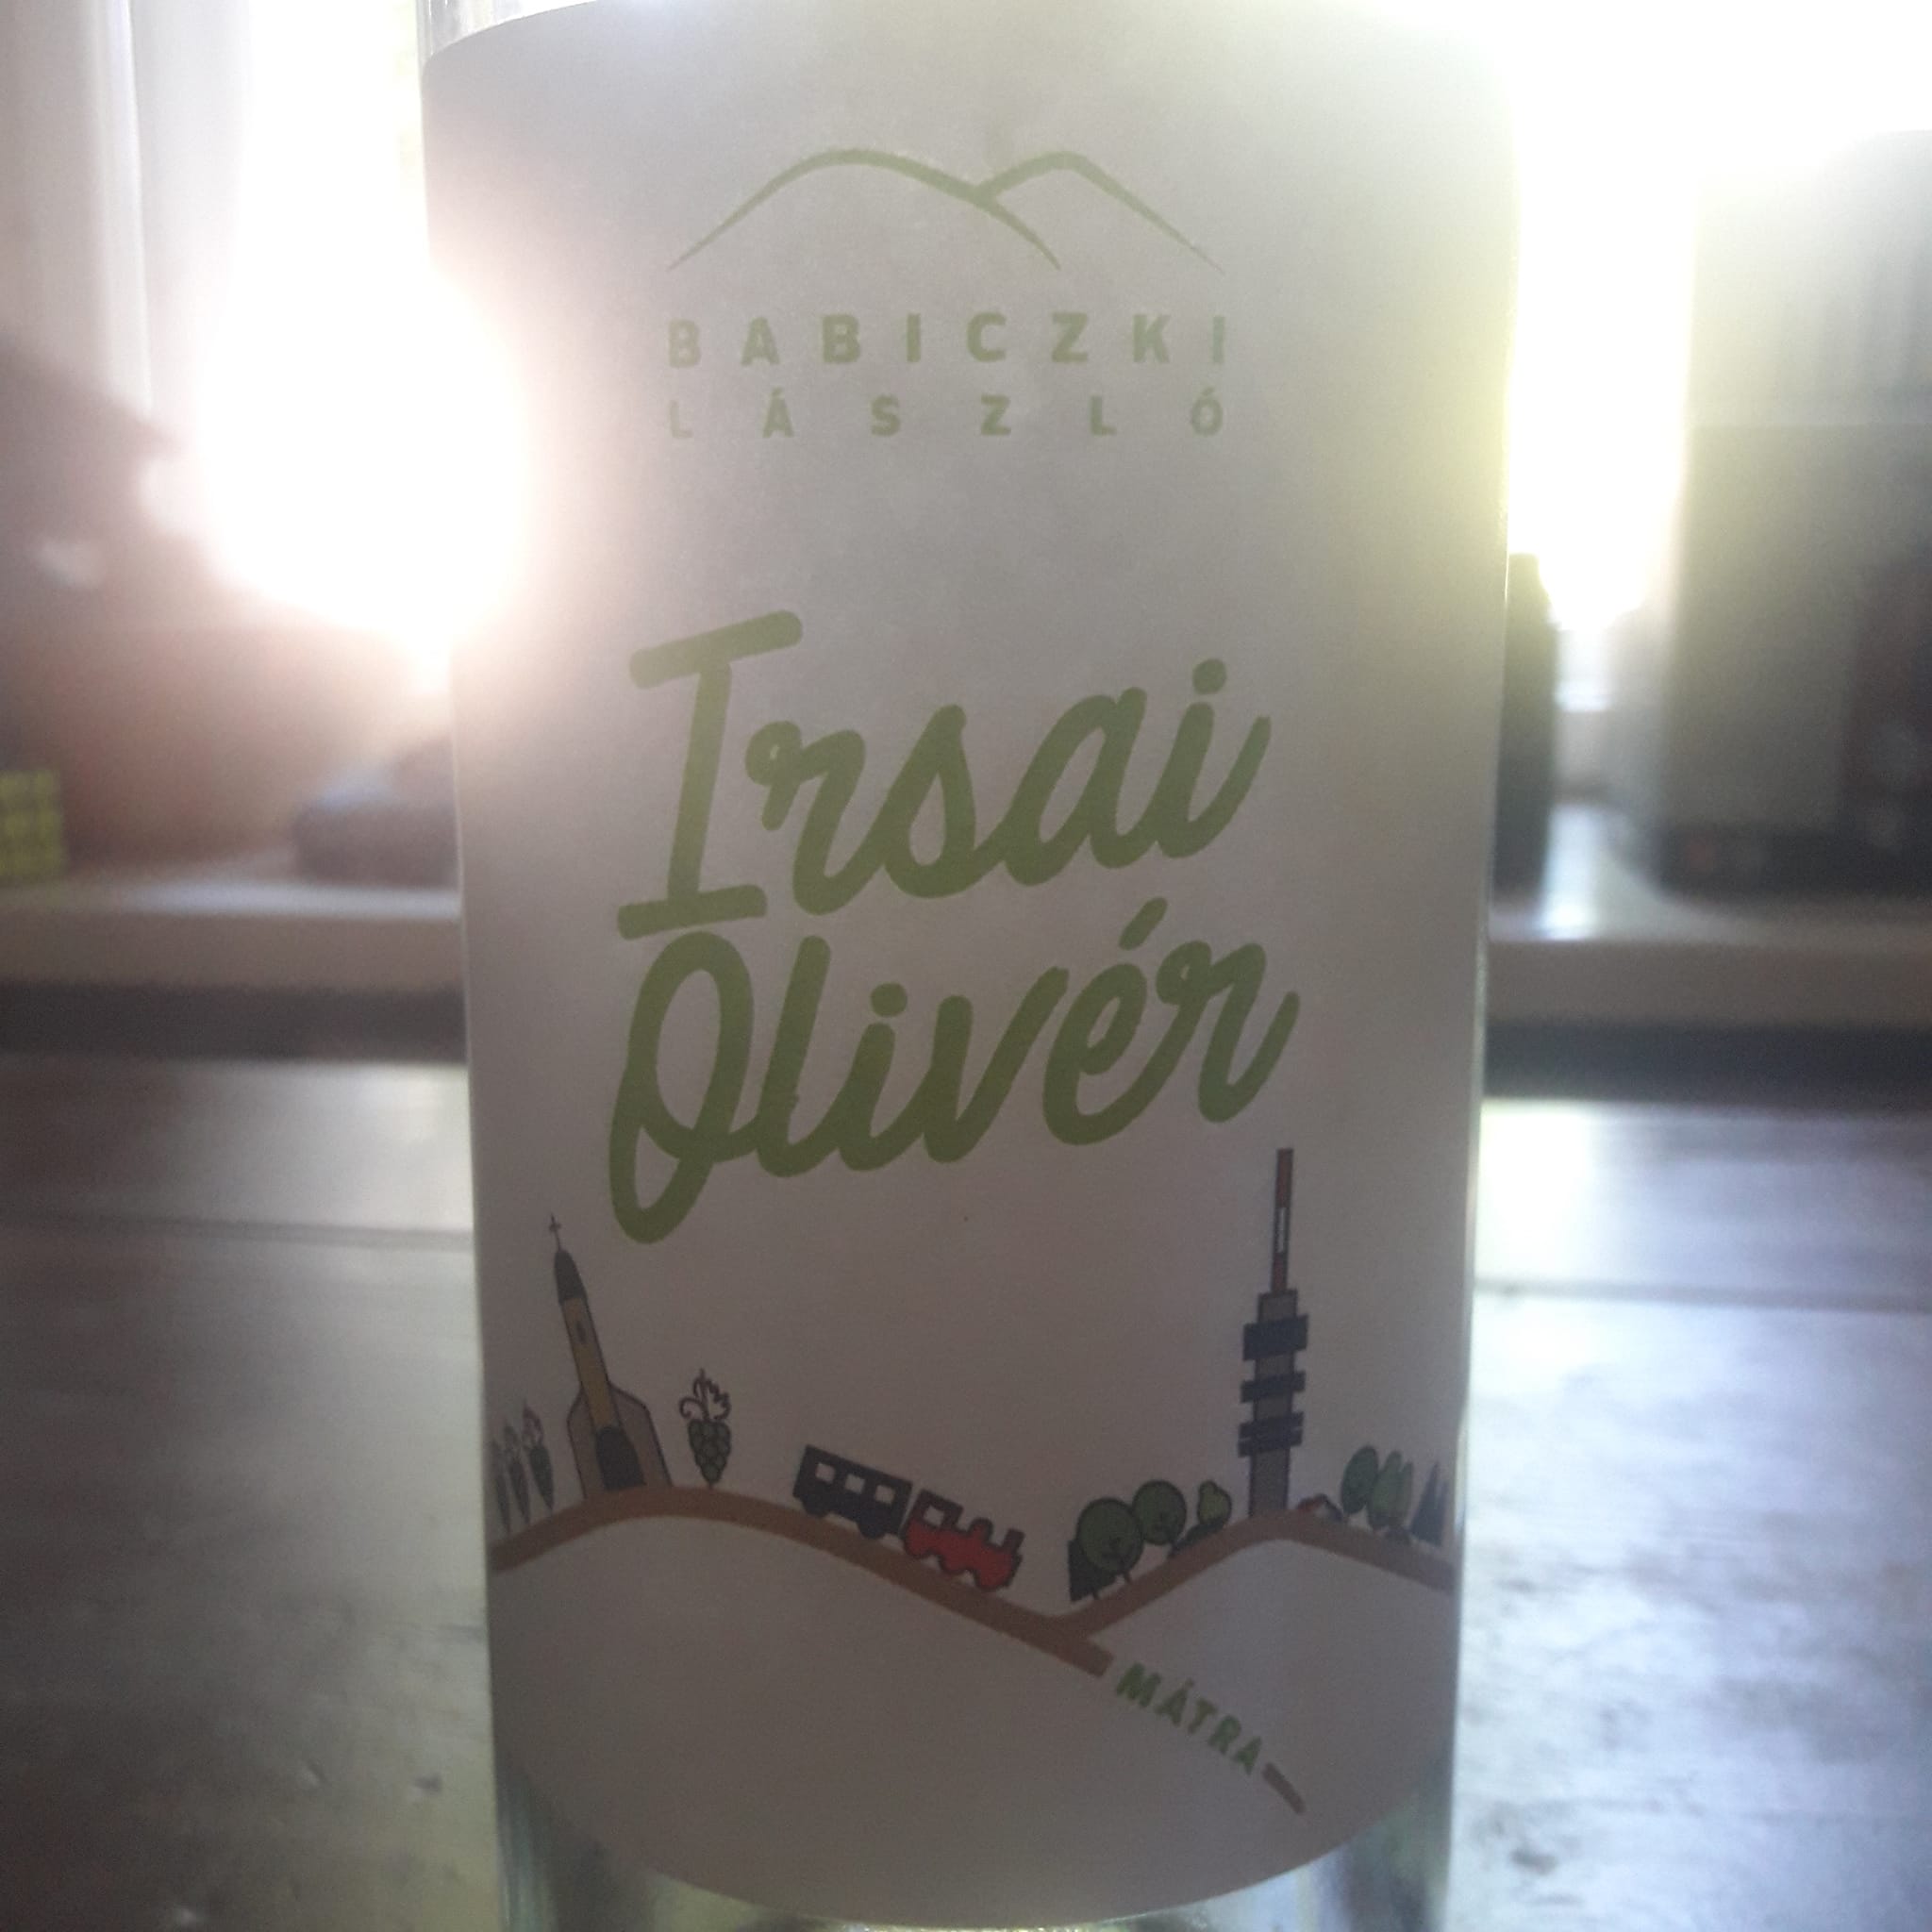 BABICZKI
LÁSZLÓ
Irsai
Olivér
MÁTRA